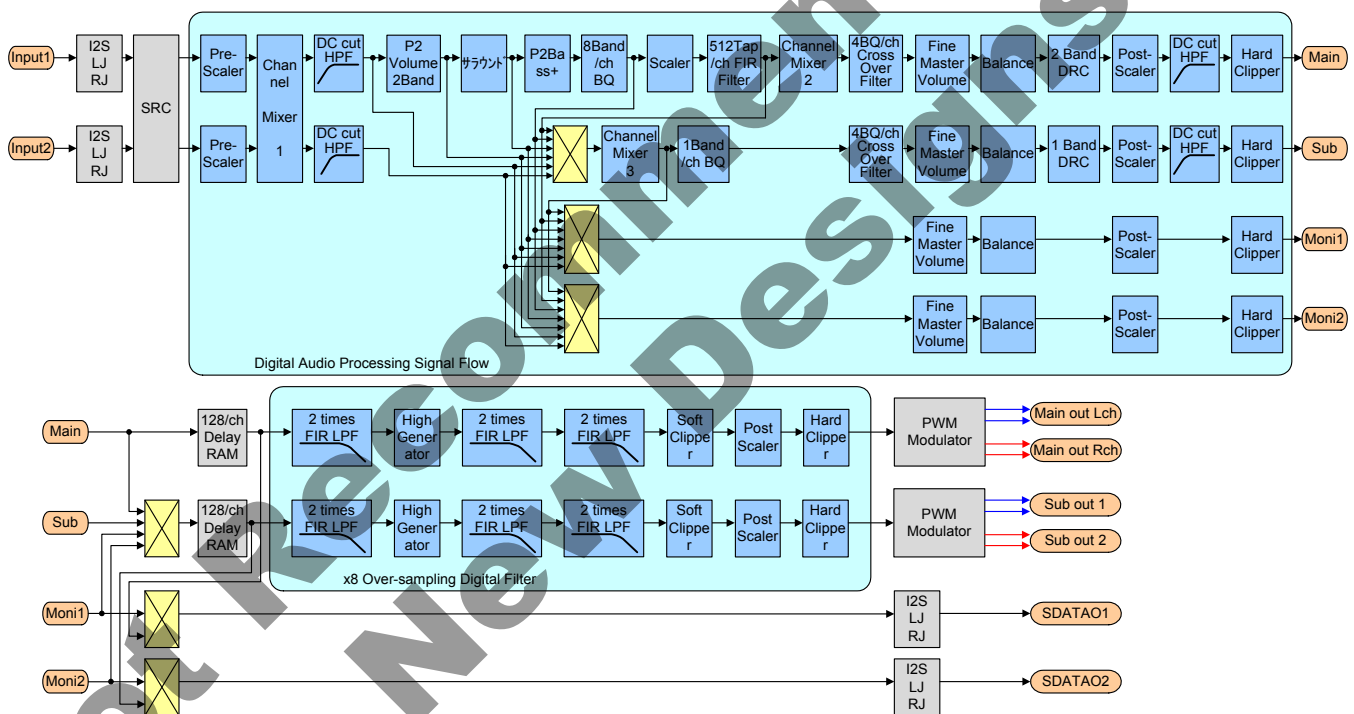 Input1
I2S
LJ
RJ
SRC
Pre-
Scaler
Chan
nel
Mixer
1
DC cut
HPF
P2
Volume
2Band
サラウンド
P2Ba
ss+
8Band
/ch
BQ
Scaler
512Tap
/ch FIR
Filter
Channel
Mixer
2
4BQ/ch
Cross
Over
Filter
Fine
Master
Volume
Balance
2 Band
DRC
Post-
Scaler
DC cut
HPF
Hard
Clipper
Main
Input2
I2S
LJ
RJ
Pre-
Scaler
DC cut
HPF
Channel
Mixer
3
1Band
/ch BQ
4BQ/ch
Cross
Over
Filter
Fine
Master
Volume
Balance
1 Band
DRC
Post-
Scaler
DC cut
HPF
Hard
Clipper
Sub
Fine
Master
Volume
Balance
Post-
Scaler
Hard
Clipper
Moni1
Fine
Master
Volume
Balance
Post-
Scaler
Hard
Clipper
Moni2
Digital Audio Processing Signal Flow
Main
128/ch
Delay
RAM
2 times
FIR LPF
High
Gener
ator
2 times
FIR LPF
2 times
FIR LPF
Soft
Clippe
r
Post
Scaler
Hard
Clippe
r
PWM
Modulator
Main out Lch
Main out Rch
Sub
128/ch
Delay
RAM
2 times
FIR LPF
High
Gener
ator
2 times
FIR LPF
2 times
FIR LPF
Soft
Clippe
r
Post
Scaler
Hard
Clippe
r
PWM
Modulator
Sub out 1
Sub out 2
x8 Over-sampling Digital Filter
Moni1
I2S
LJ
RJ
SDATAO1
Moni2
I2S
LJ
RJ
SDATAO2
ot Recommen
New Designs